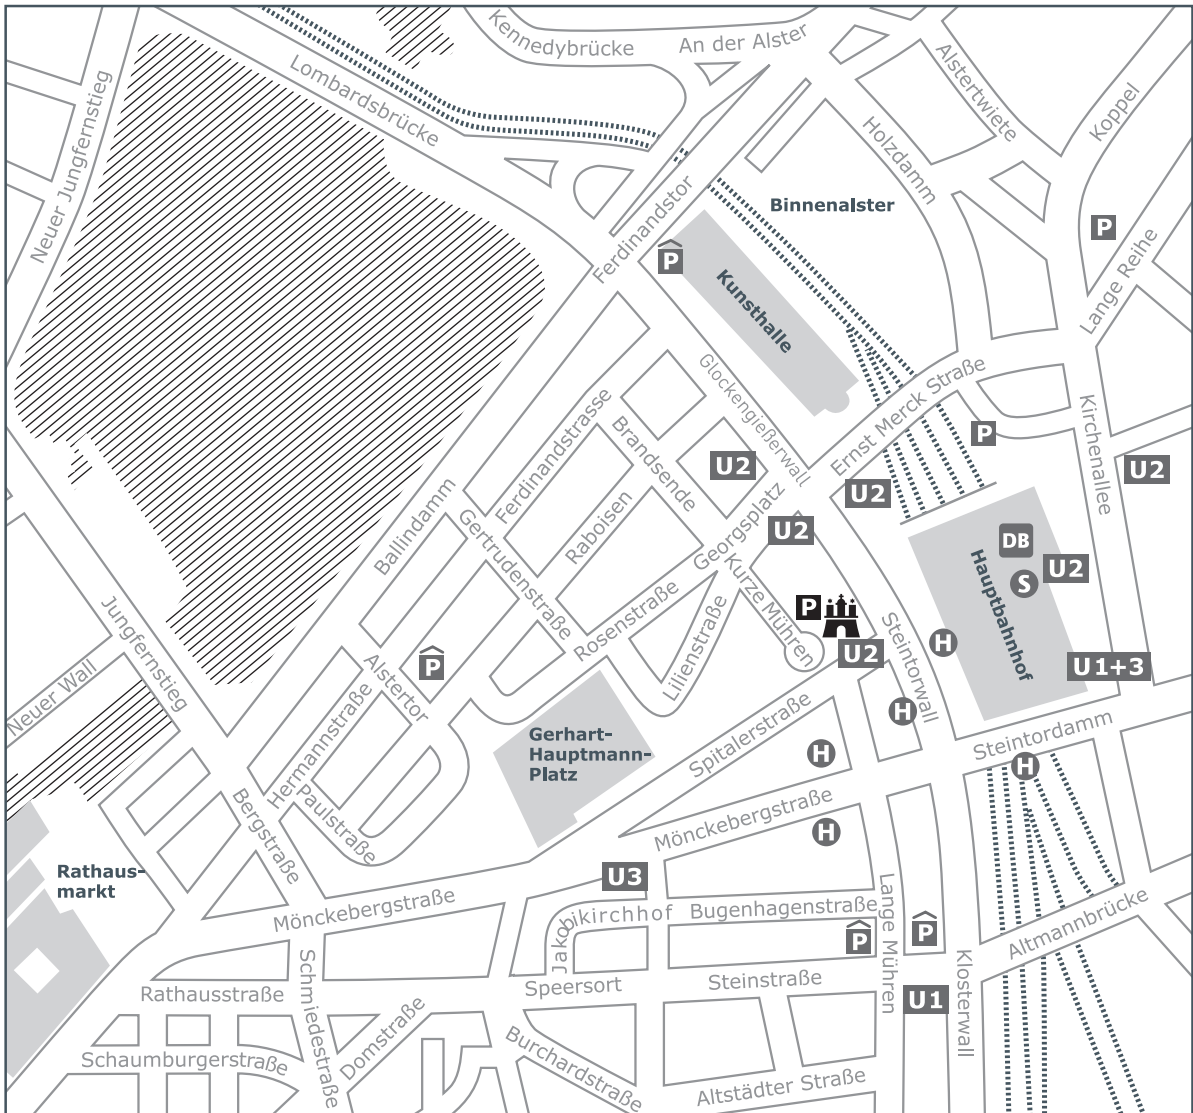 Kennedybrücke
An der Alster
Alstertwiete
Koppel
Lombardsbrücke
Neuer Jungfernstieg
Holzdamm
Ferdinandstor
Binnenalster
P
Lange Reihe
P
Kunsthalle
Glockengießerwall
Ernst Merck Straße
Kirchenallee
P
Ferdinandstrasse
Brandsende
U2
U2
U2
Ballindamm
Gertrudenstraße
Raboisen
Georgsplatz
U2
DB
S
U2
Hauptbahnhof
Kurze Mühren
Rosenstraße
Lilienstraße
P
Steintorwall
H
U2
U1+3
Jungfernstieg
Neuer Wall
Alstertor
P
Hermannstraße
Paulstraße
Gerhart-
Hauptmann-
Platz
Spitalerstraße
H
H
Steintordamm
H
Bergstraße
Mönckebergstraße
H
Rathaus-
markt
U3
Mönckebergstraße
Jakobikirchhof
Bugenhagenstraße
Lange Mühren
P
P
Altmannbrücke
Klosterwall
Rathausstraße
Schmiedestraße
Speersort
Steinstraße
U1
Schaumburgerstraße
Domstraße
Burchardstraße
Altstädter Straße